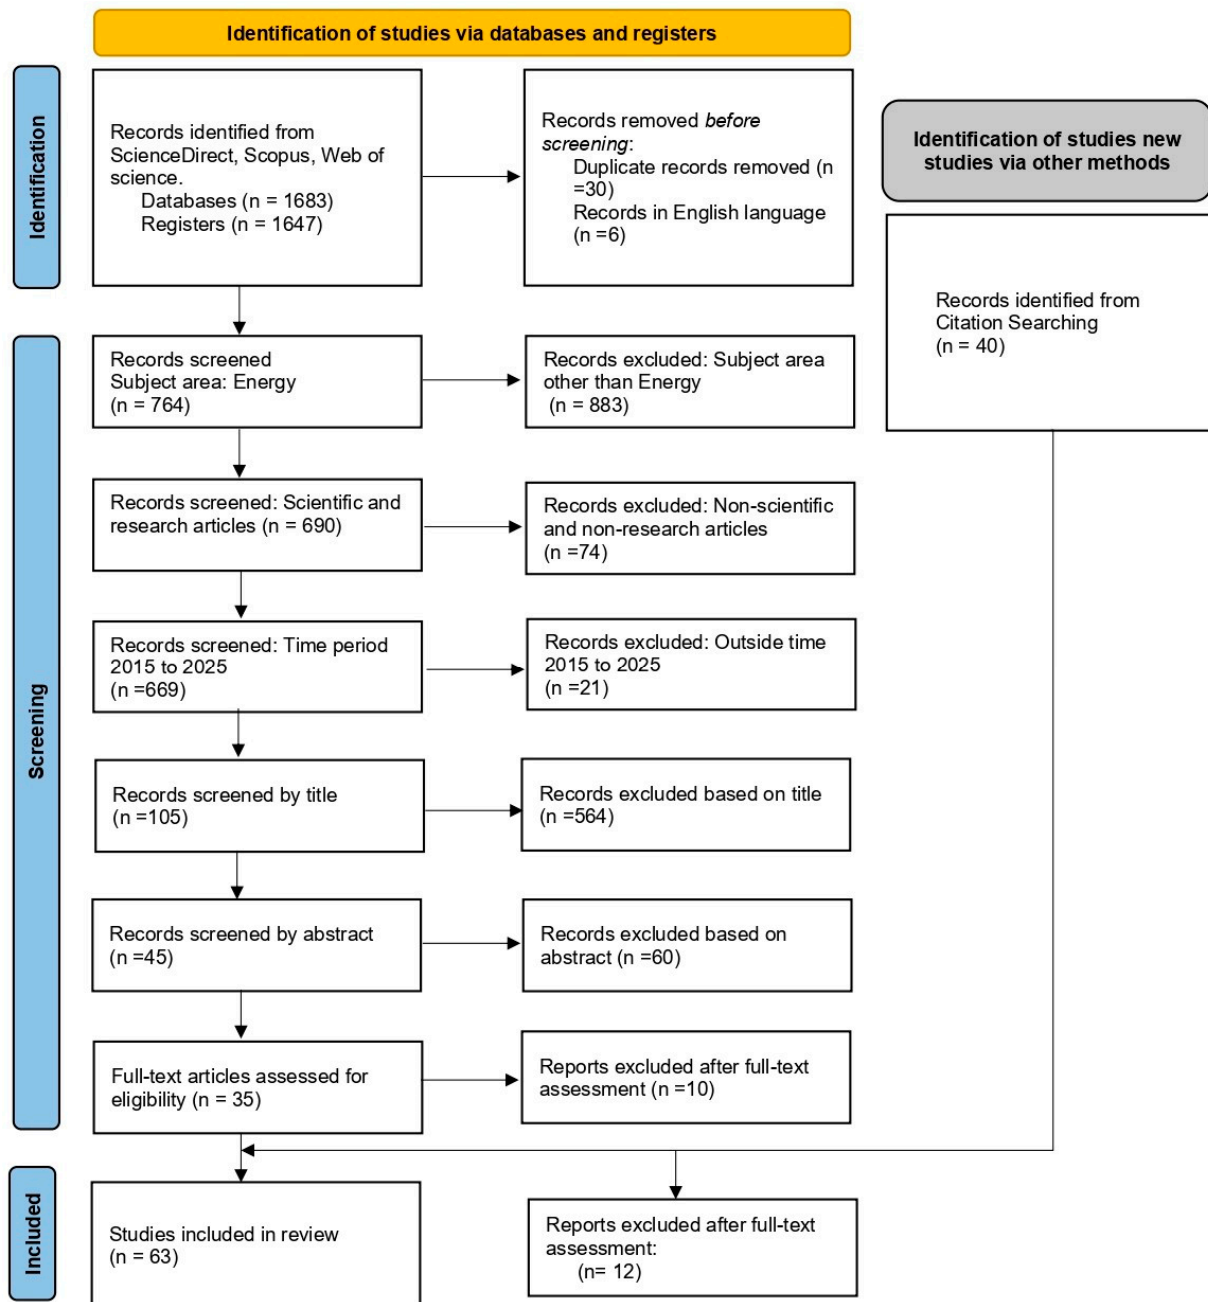 Identification of studies via databases and registers
Identification
Records identified from
ScienceDirect, Scopus, Web of
science.
Databases (n = 1683)
Registers (n = 1647)
Records removed before
screening:
Duplicate records removed (n
=30)
Records in English language
(n =6)
Identification of studies new
studies via other methods
Records identified from
Citation Searching
(n = 40)
Screening
Records screened
Subject area: Energy
(n = 764)
Records excluded: Subject area
other than Energy
(n = 883)
Records screened: Scientific and
research articles (n = 690)
Records excluded: Non-scientific
and non-research articles
(n =74)
Records screened: Time period
2015 to 2025
(n =669)
Records excluded: Outside time
2015 to 2025
(n =21)
Records screened by title
(n =105)
Records excluded based on title
(n =564)
Records screened by abstract
(n =45)
Records excluded based on
abstract (n =60)
Full-text articles assessed for
eligibility (n = 35)
Reports excluded after full-text
assessment (n =10)
Included
Studies included in review
(n = 63)
Reports excluded after full-text
assessment:
(n= 12)